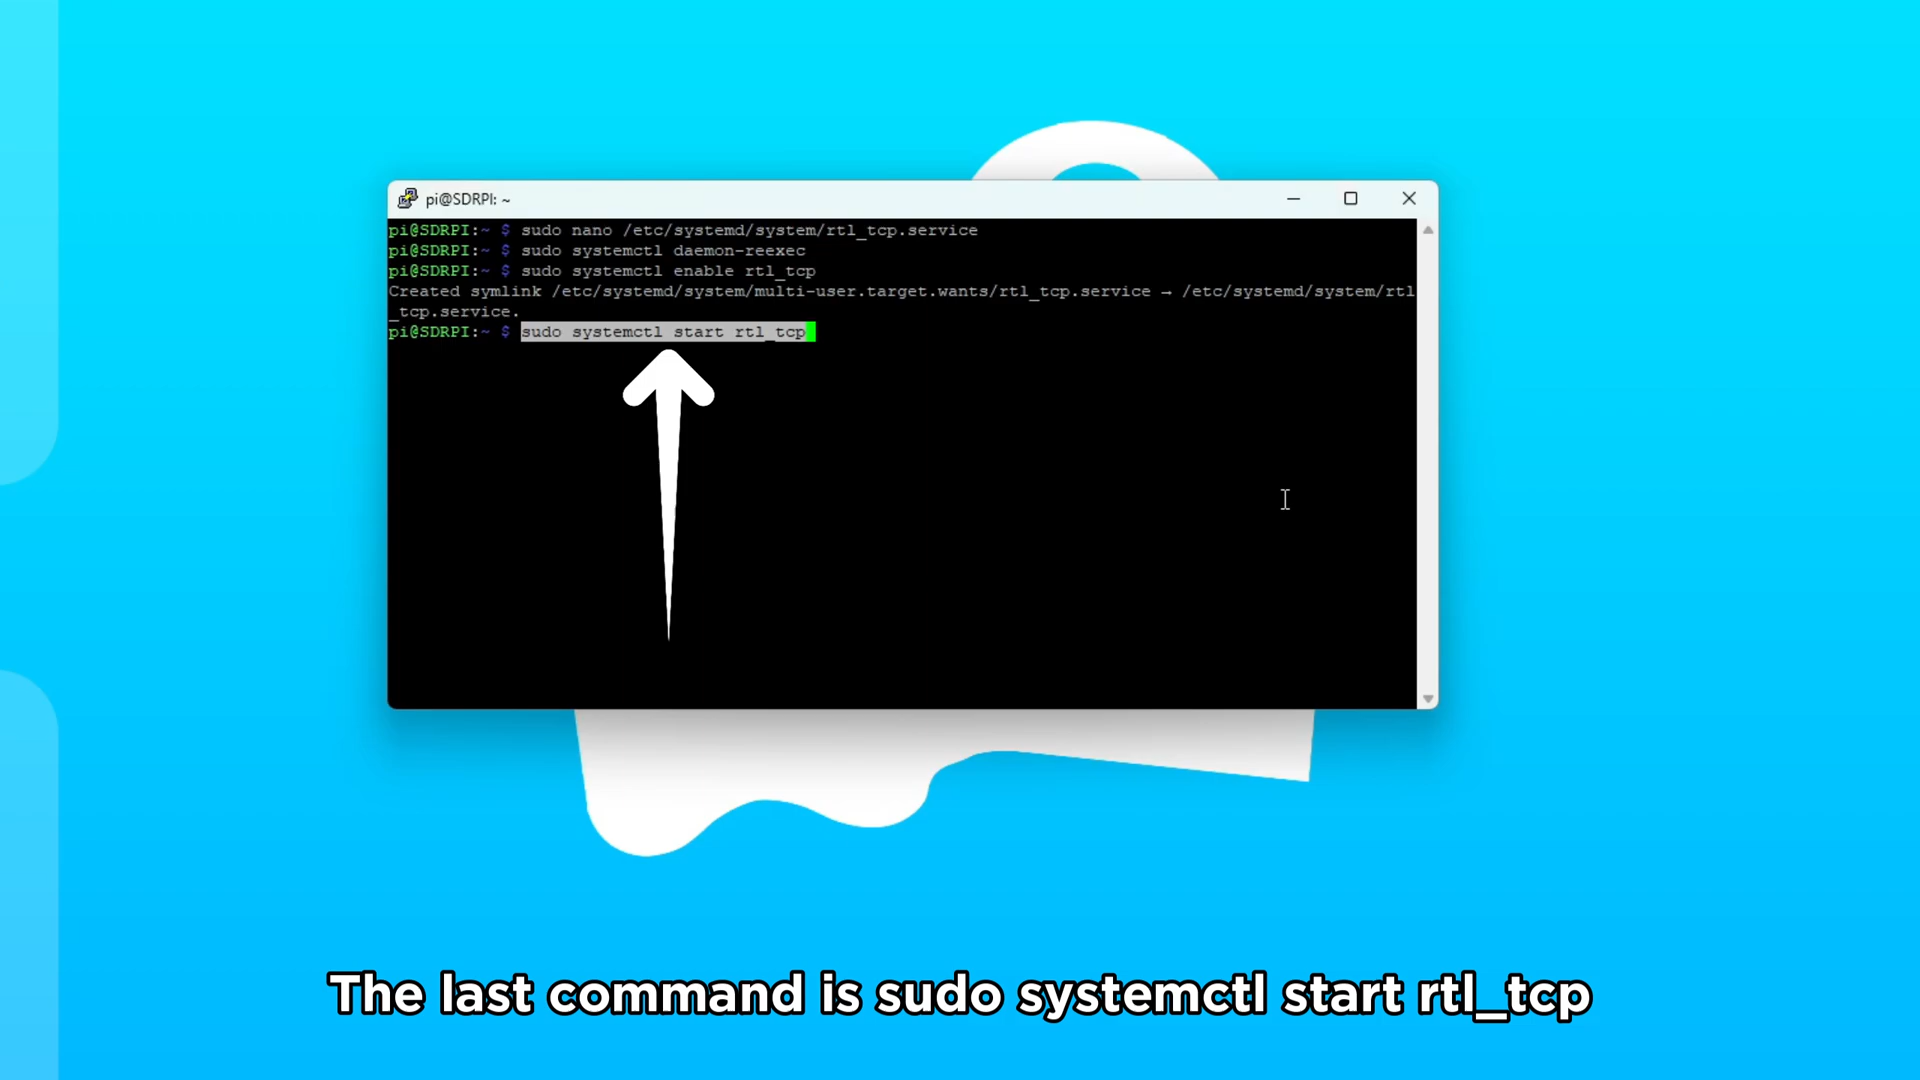 pi@SDRPI: ~
pi@SDRPI:~ $ sudo nano /etc/systemd/system/rtl_tcp.service
pi@SDRPI:~ $ sudo systemctl daemon-reexec
pi@SDRPI:~ $ sudo systemctl enable rtl_tcp
Created symlink /etc/systemd/system/multi-user.target.wants/rtl_tcp.service → /etc/systemd/system/rtl
_tcp.service.
pi@SDRPI:~ $ sudo systemctl start rtl_tcp
The last command is sudo systemctl start rtl_tcp